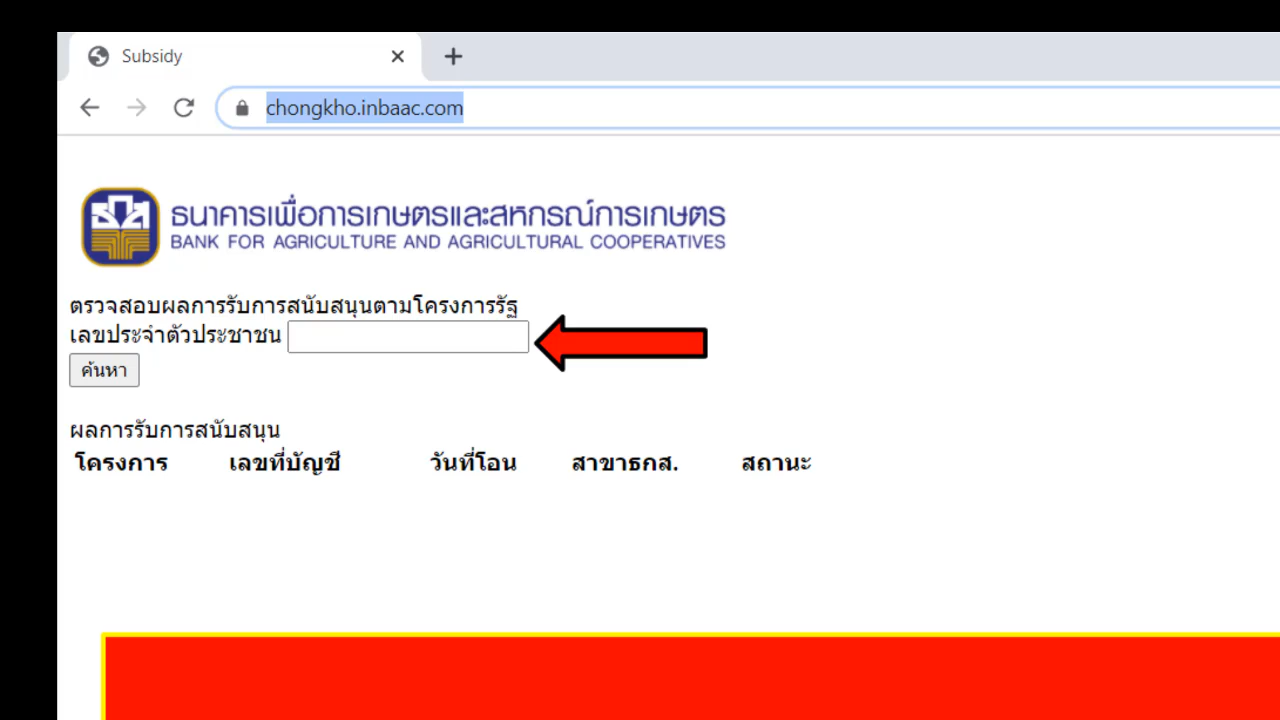 Subsidy
chongkho.inbaac.com
ธนาคารเพื่อการเกษตรและสหกรณ์การเกษตร
BANK FOR AGRICULTURE AND AGRICULTURAL COOPERATIVES
ตรวจสอบผลการรับการสนับสนุนตามโครงการรัฐ
เลขประจำตัวประชาชน
ค้นหา
ผลการรับการสนับสนุน
โครงการ เลขที่บัญชี วันที่โอน สาขาธกส. สถานะ